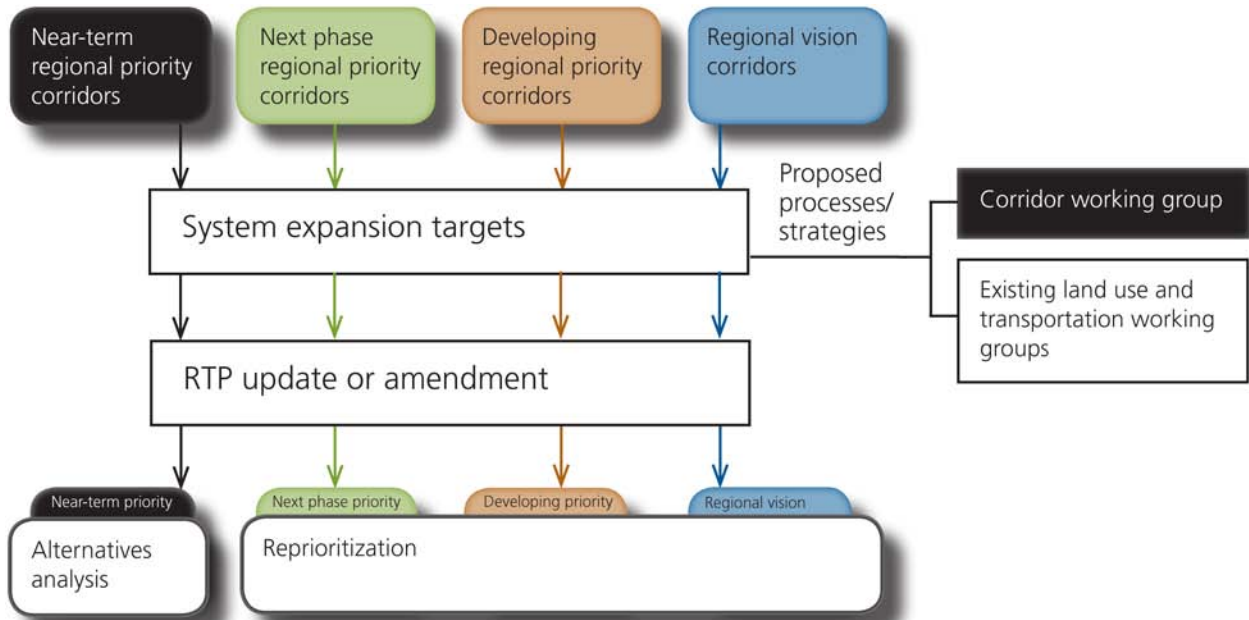 Near-term
regional priority
corridors
Next phase
regional priority
corridors
Developing
regional priority
corridors
Regional vision
corridors
System expansion targets
Proposed
processes/
strategies
Corridor working group
Existing land use and
transportation working
groups
RTP update or amendment
Near-term priority
Next phase priority
Developing priority
Regional vision
Alternatives
analysis
Reprioritization